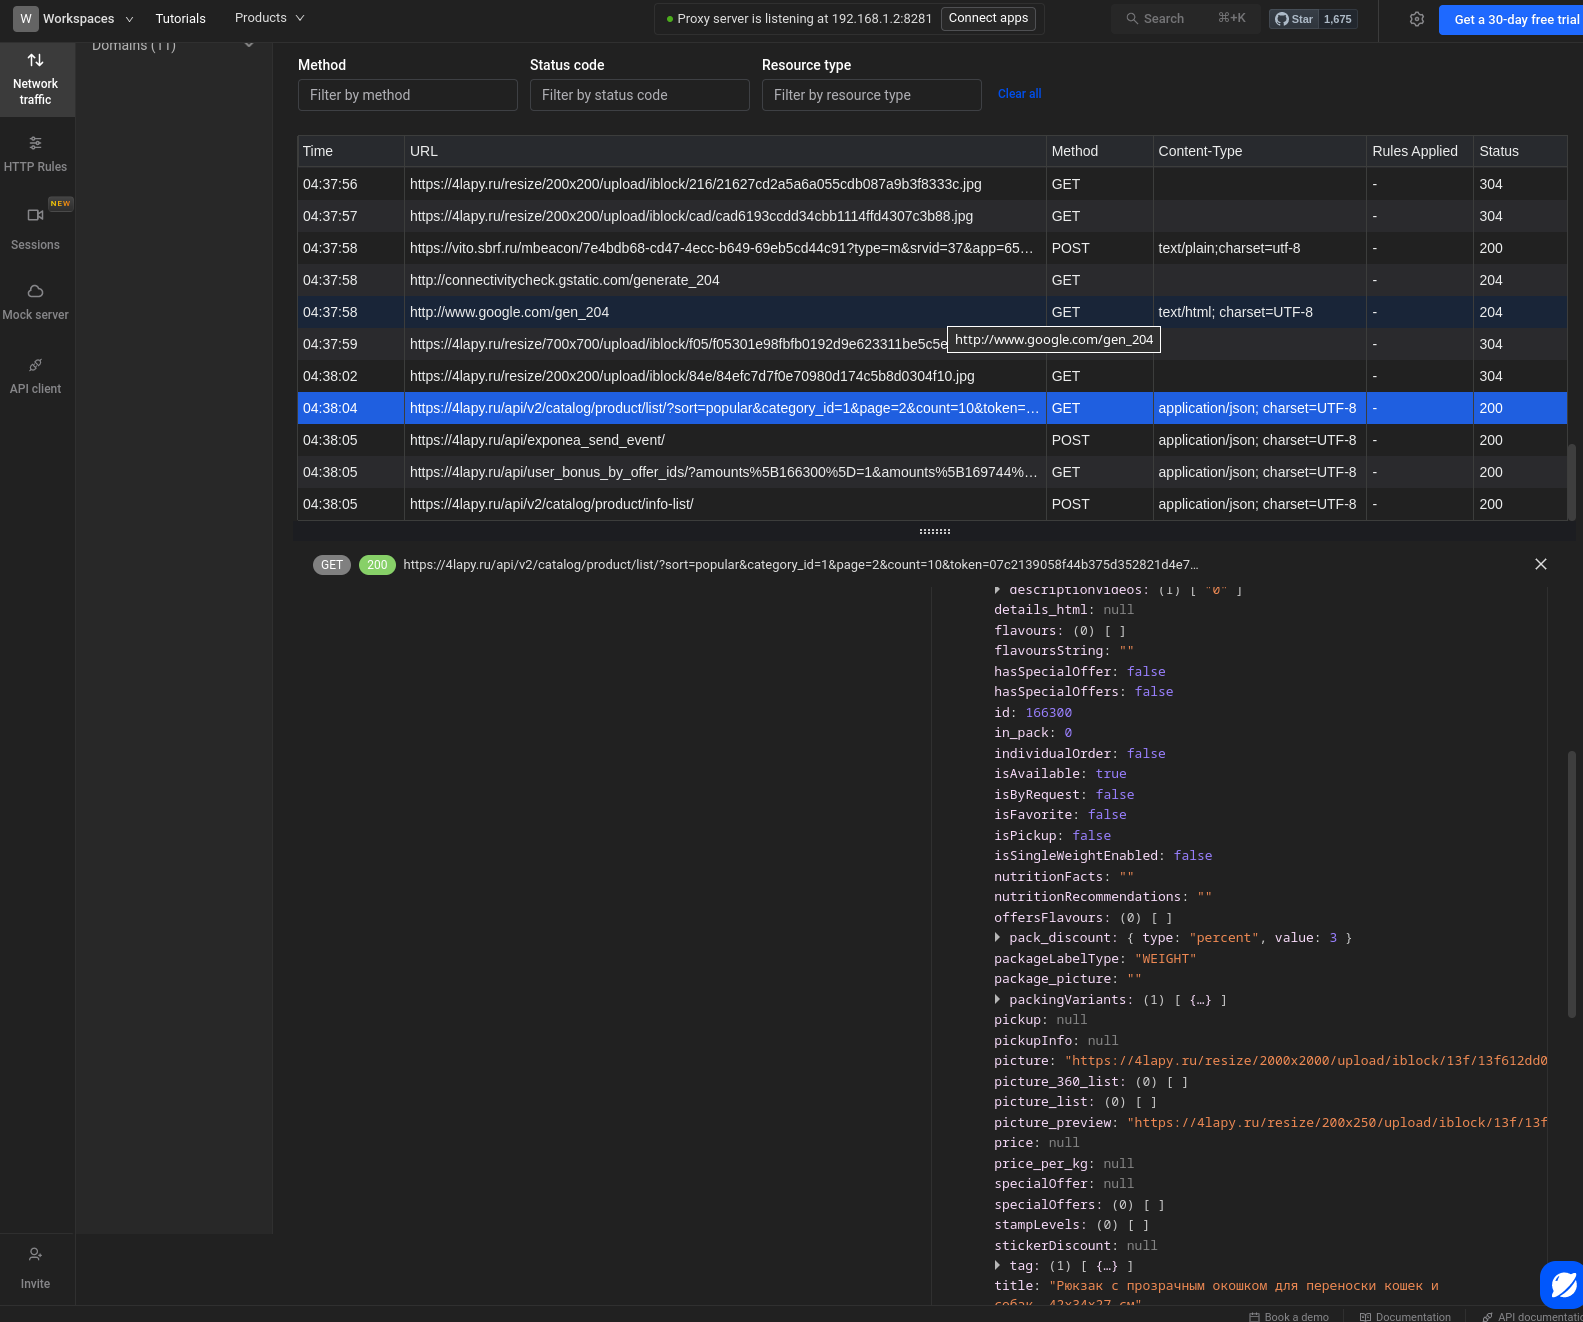 W Workspaces Tutorials Products Proxy server is listening at 192.168.1.2:8281 Connect apps Search ⌘+K Star 1,675 Get a 30-day free trial
Domains (11)
Network
traffic
HTTP Rules
NEW
Sessions
Mock server
API client
Invite
Method Status code Resource type
Filter by method Filter by status code Filter by resource type Clear all
Time URL Method Content-Type Rules Applied Status
04:37:56 https://4lapy.ru/resize/200x200/upload/iblock/216/21627cd2a5a6a055cdb087a9b3f8333c.jpg GET - 304
04:37:57 https://4lapy.ru/resize/200x200/upload/iblock/cad/cad6193ccdd34cbb1114ffd4307c3b88.jpg GET - 304
04:37:58 https://vito.sbrf.ru/mbeacon/7e4bdb68-cd47-4ecc-b649-69eb5cd44c91?type=m&srvid=37&app=65… POST text/plain;charset=utf-8 - 200
04:37:58 http://connectivitycheck.gstatic.com/generate_204 GET - 204
04:37:58 http://www.google.com/gen_204 GET text/html; charset=UTF-8 - 204
http://www.google.com/gen_204
04:37:59 https://4lapy.ru/resize/700x700/upload/iblock/f05/f05301e98fbfb0192d9e623311be5c5e - 304
04:38:02 https://4lapy.ru/resize/200x200/upload/iblock/84e/84efc7d7f0e70980d174c5b8d0304f10.jpg GET - 304
04:38:04 https://4lapy.ru/api/v2/catalog/product/list/?sort=popular&category_id=1&page=2&count=10&token=… GET application/json; charset=UTF-8 - 200
04:38:05 https://4lapy.ru/api/exponea_send_event/ POST application/json; charset=UTF-8 - 200
04:38:05 https://4lapy.ru/api/user_bonus_by_offer_ids/?amounts%5B166300%5D=1&amounts%5B169744%… GET application/json; charset=UTF-8 - 200
04:38:05 https://4lapy.ru/api/v2/catalog/product/info-list/ POST application/json; charset=UTF-8 - 200
GET 200 https://4lapy.ru/api/v2/catalog/product/list/?sort=popular&category_id=1&page=2&count=10&token=07c2139058f44b375d352821d4e7…
descriptionVideos: (1) [ "0" ]
details_html: null
flavours: (0) [ ]
flavoursString: ""
hasSpecialOffer: false
hasSpecialOffers: false
id: 166300
in_pack: 0
individualOrder: false
isAvailable: true
isByRequest: false
isFavorite: false
isPickup: false
isSingleWeightEnabled: false
nutritionFacts: ""
nutritionRecommendations: ""
offersFlavours: (0) [ ]
pack_discount: { type: "percent", value: 3 }
packageLabelType: "WEIGHT"
package_picture: ""
packingVariants: (1) [ {…} ]
pickup: null
pickupInfo: null
picture: "https://4lapy.ru/resize/2000x2000/upload/iblock/13f/13f612dd0
picture_360_list: (0) [ ]
picture_list: (0) [ ]
picture_preview: "https://4lapy.ru/resize/200x250/upload/iblock/13f/13f
price: null
price_per_kg: null
specialOffer: null
specialOffers: (0) [ ]
stampLevels: (0) [ ]
stickerDiscount: null
tag: (1) [ {…} ]
title: "Рюкзак с прозрачным окошком для переноски кошек и
собак, 42x34x27 см"
Book a demo Documentation API documentatio